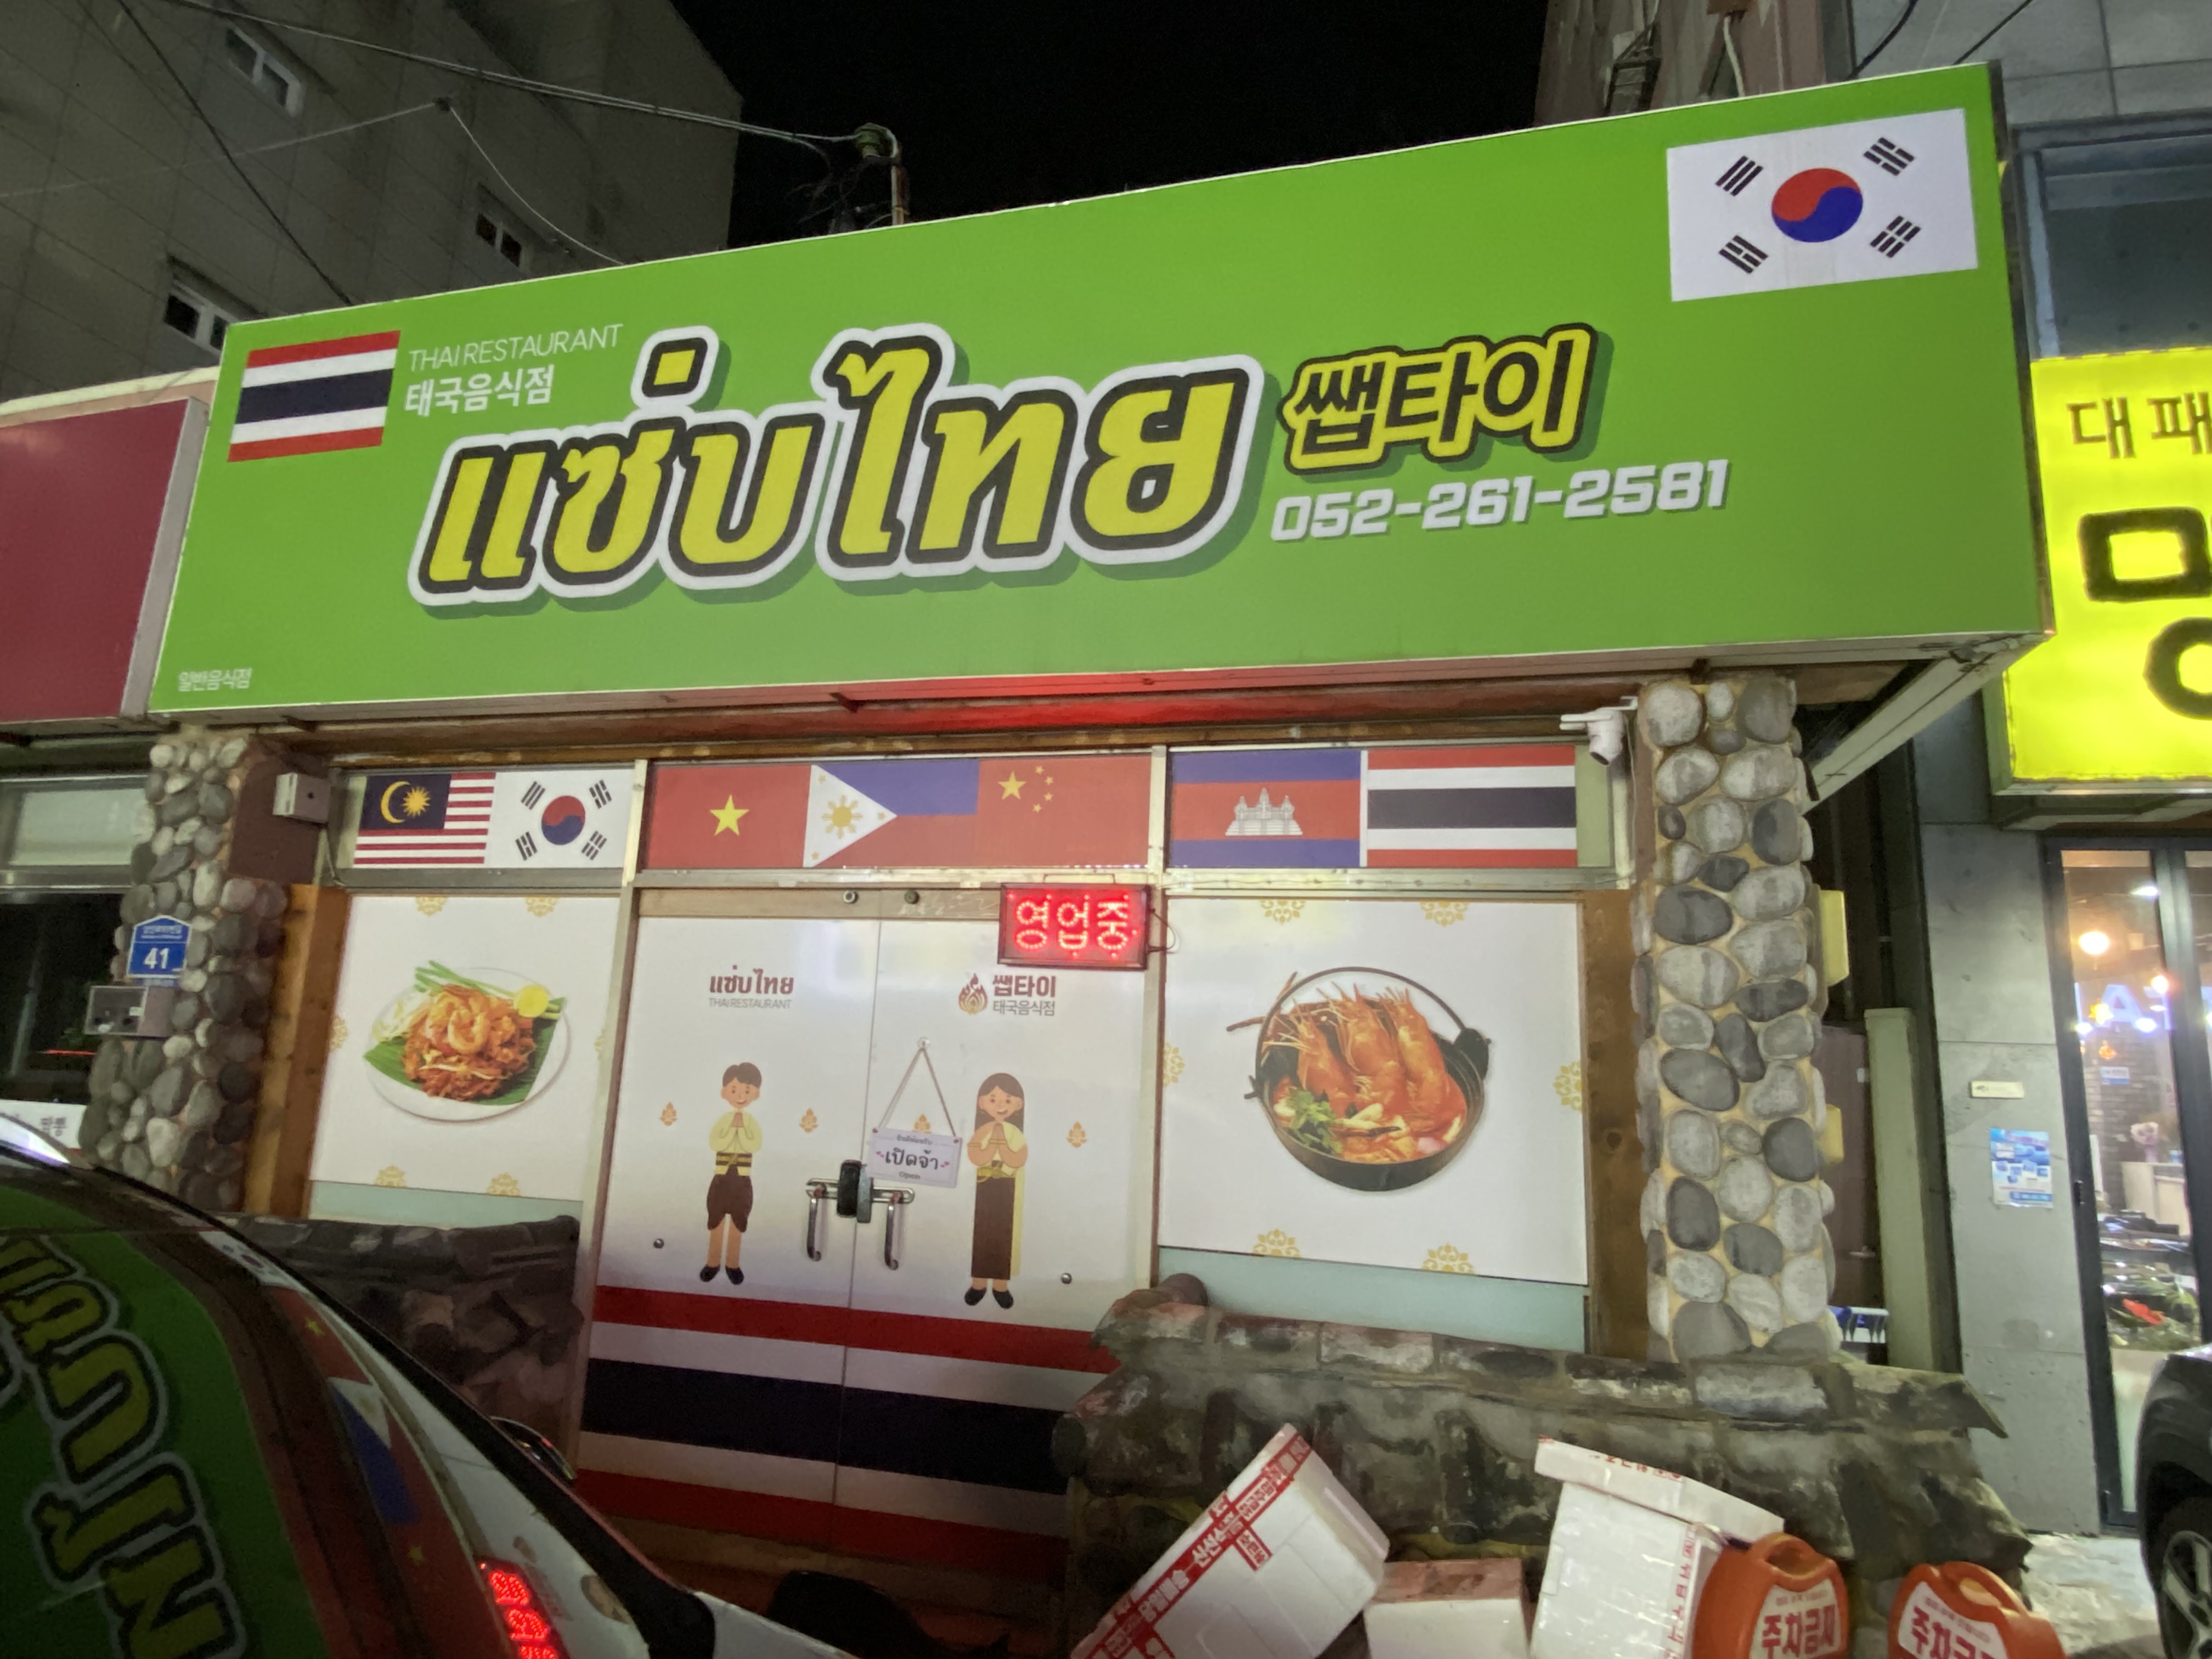 THAI RESTAURANT
태국음식점
แซ่บไทย 쌥타이
052-261-2581
일반음식점
대패
영업중
41
แซ่บไทย
THAI RESTAURANT
쌥타이
태국음식점
เปิดจ้า
Open
주차금지
주차금지